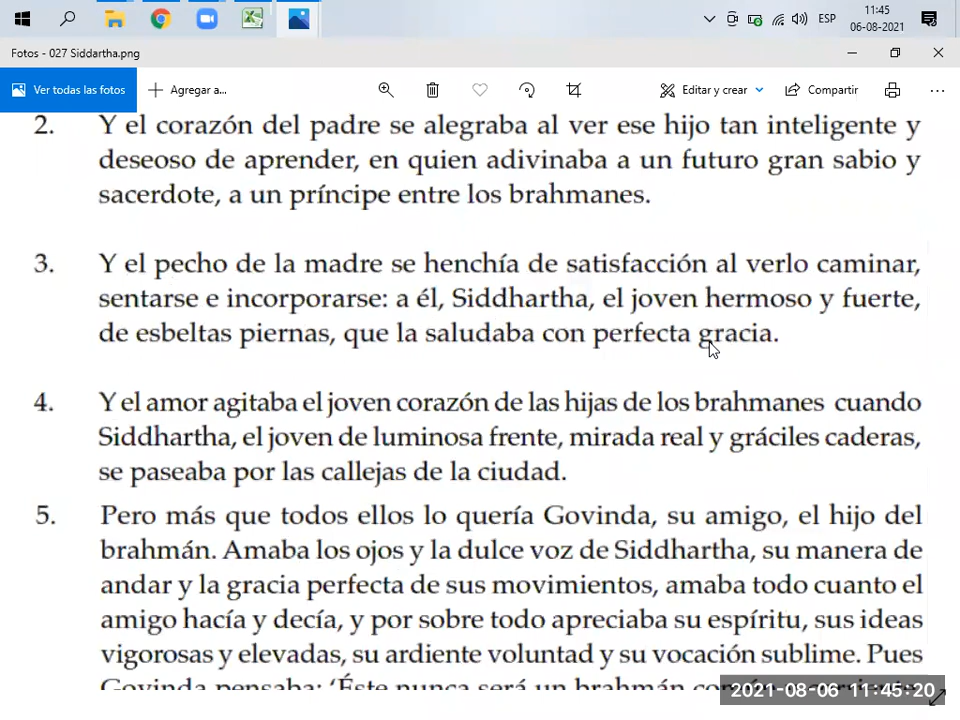 11:45
ESP
06-08-2021
Fotos - 027 Siddartha.png
Ver todas las fotos
Agregar a...
Editar y crear
Compartir
2. Y el corazón del padre se alegraba al ver ese hijo tan inteligente y
deseoso de aprender, en quien adivinaba a un futuro gran sabio y
sacerdote, a un príncipe entre los brahmanes.
3. Y el pecho de la madre se henchía de satisfacción al verlo caminar,
sentarse e incorporarse: a él, Siddhartha, el joven hermoso y fuerte,
de esbeltas piernas, que la saludaba con perfecta gracia.
4. Y el amor agitaba el joven corazón de las hijas de los brahmanes cuando
Siddhartha, el joven de luminosa frente, mirada real y gráciles caderas,
se paseaba por las callejas de la ciudad.
5. Pero más que todos ellos lo quería Govinda, su amigo, el hijo del
brahmán. Amaba los ojos y la dulce voz de Siddhartha, su manera de
andar y la gracia perfecta de sus movimientos, amaba todo cuanto el
amigo hacía y decía, y por sobre todo apreciaba su espíritu, sus ideas
vigorosas y elevadas, su ardiente voluntad y su vocación sublime. Pues
Govinda pensaba: 'Éste nunca será un brahmán
2021-08-06 11:45:20